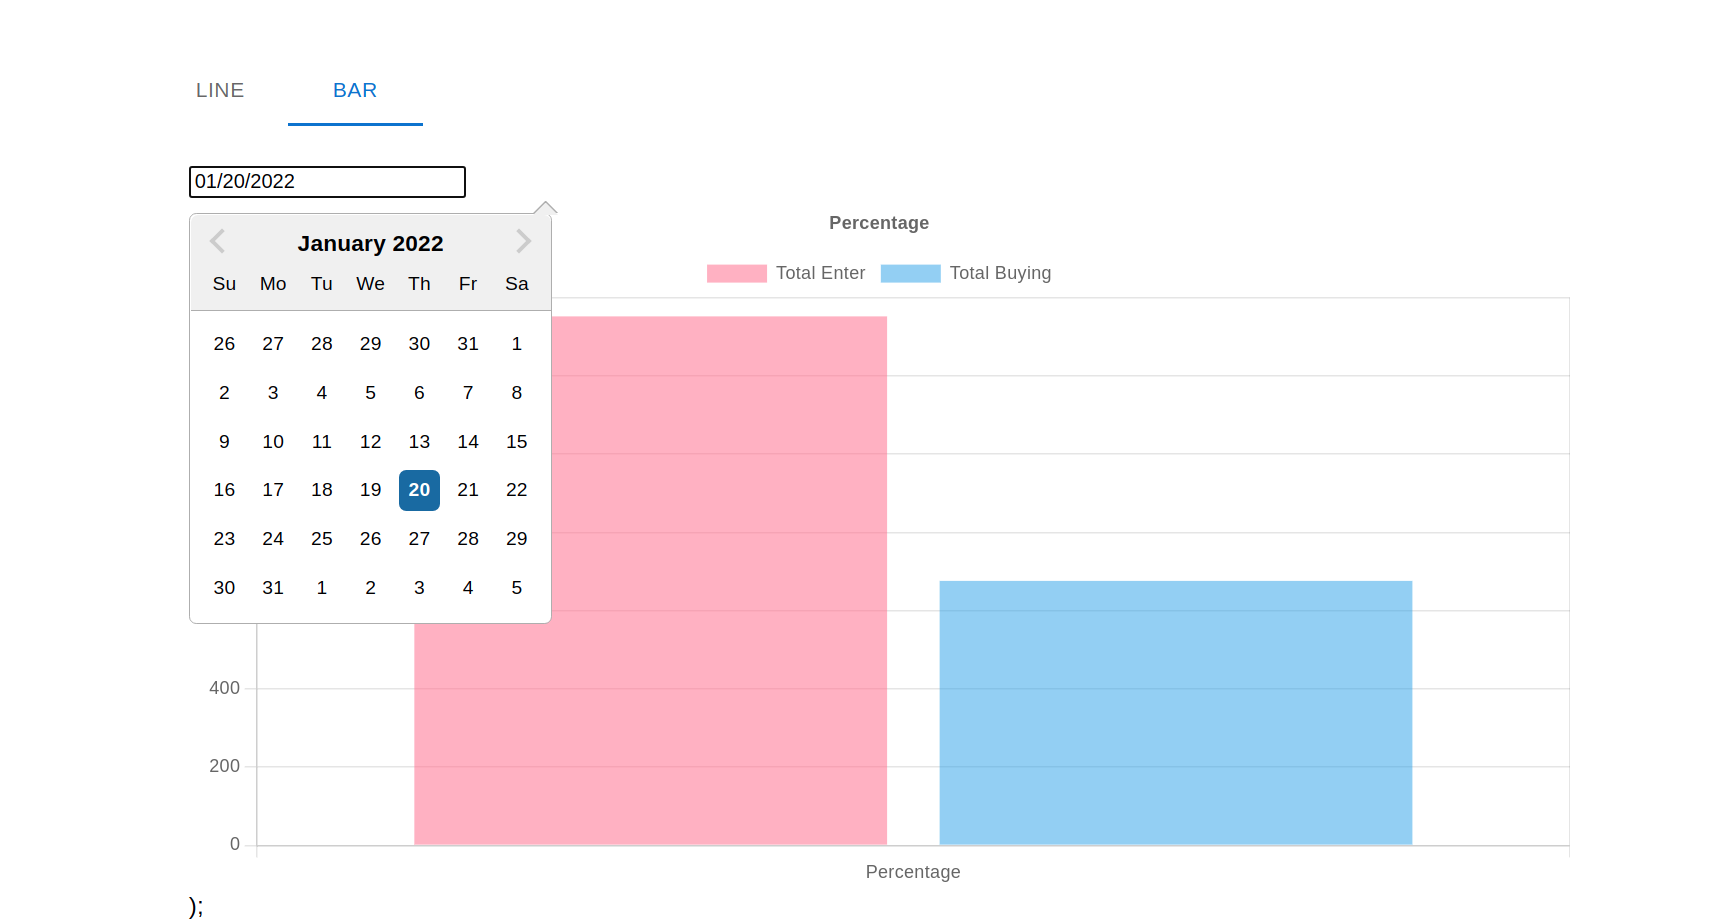 LINE BAR
01/20/2022
January 2022
Su Mo Tu We Th Fr Sa
26 27 28 29 30 31 1
2 3 4 5 6 7 8
9 10 11 12 13 14 15
16 17 18 19 20 21 22
23 24 25 26 27 28 29
30 31 1 2 3 4 5
Percentage
Total Enter Total Buying
400
200
0
Percentage
);